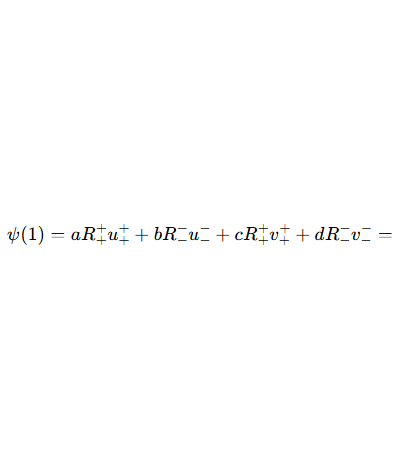 ψ(1) = aR₊⁺u₊⁺ + bR₋⁻u₋⁻ + cR₊⁺v₊⁺ + dR₋⁻v₋⁻ =